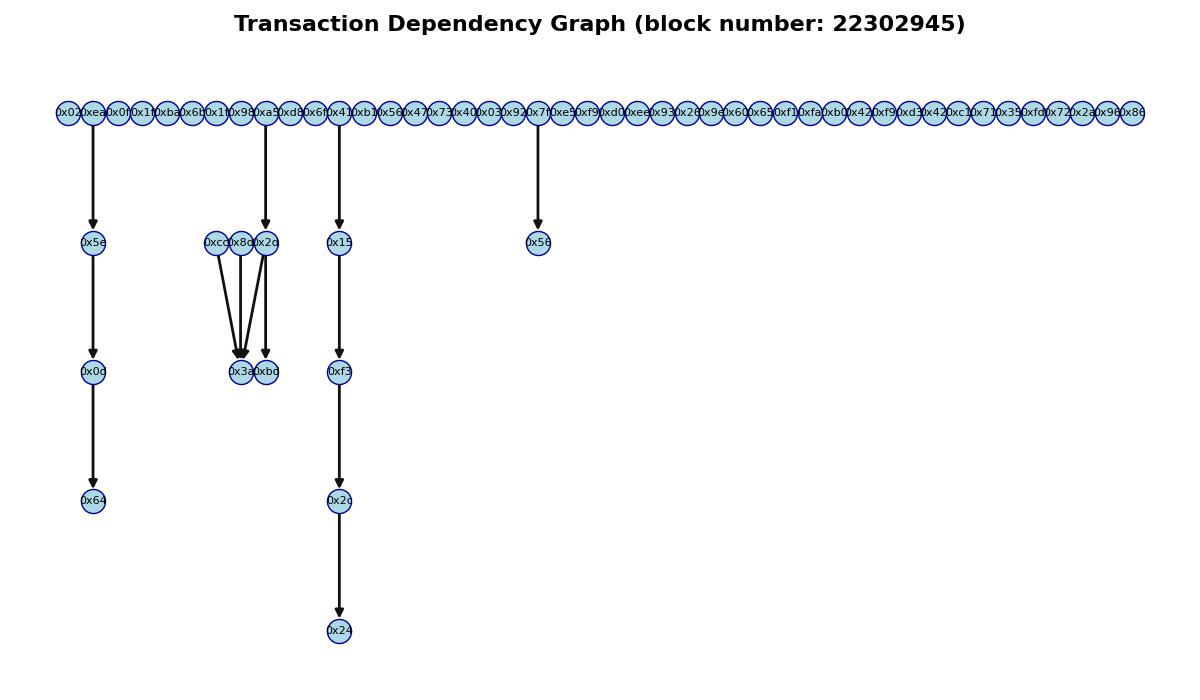 Transaction Dependency Graph (block number: 22302945)
0x02 0xea 0x0f 0x1f 0xba 0x6b 0x1f 0x98 0xa5 0xd8 0x6f 0x41 0xb1 0x56 0x47 0x73 0x40 0x03 0x92 0x7f 0xe5 0xf9 0xd0 0xee 0x93 0x26 0x9e 0x60 0x65 0xf1 0xfa 0xb0 0x42 0xf9 0xd3 0x42 0xc1 0x71 0x35 0xfd 0x72 0x2a 0x96 0x86
0x5e 0xcc 0x8d 0x2d 0x15 0x56
0x0d 0x3a 0xbd 0xf3
0x64 0x2c
0x24